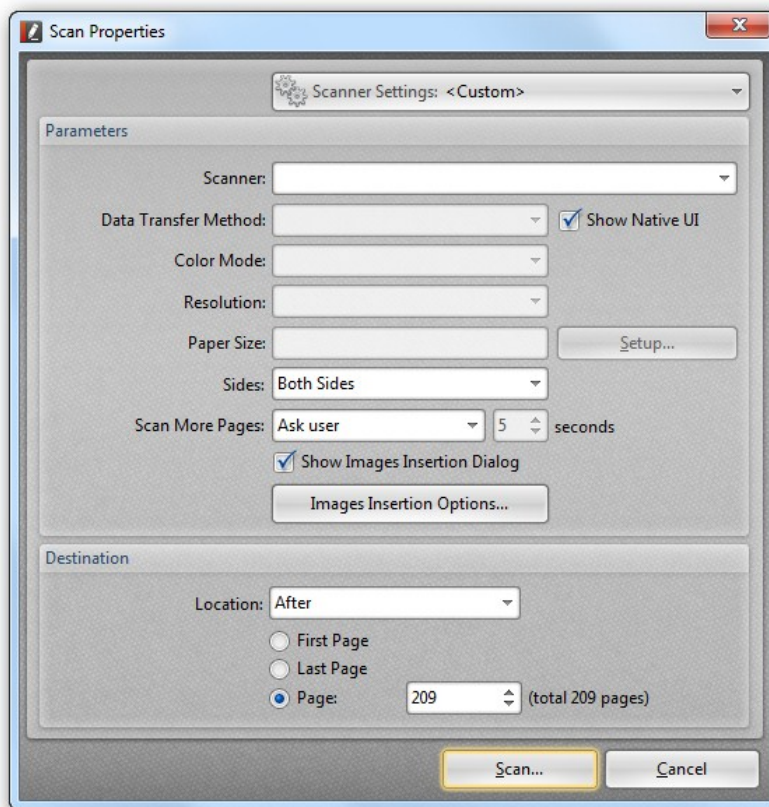 Scan Properties
Scanner Settings: <Custom>
Parameters
Scanner:
Data Transfer Method: Show Native UI
Color Mode:
Resolution:
Paper Size: Setup...
Sides: Both Sides
Scan More Pages: Ask user 5 seconds
Show Images Insertion Dialog
Images Insertion Options...
Destination
Location: After
First Page
Last Page
Page: 209 (total 209 pages)
Scan... Cancel